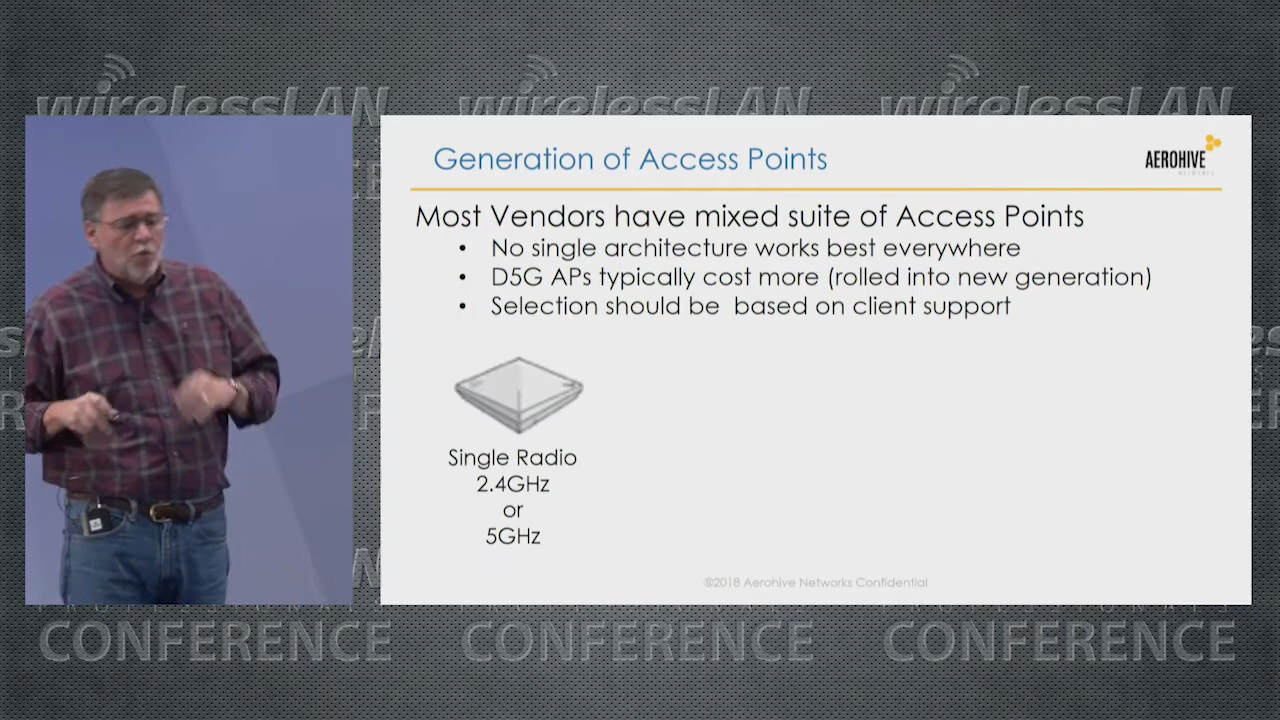 wirelessLAN wirelessLAN wirelessLAN
Generation of Access Points
AEROHIVE
NETWORKS
Most Vendors have mixed suite of Access Points
• No single architecture works best everywhere
• D5G APs typically cost more (rolled into new generation)
• Selection should be  based on client support
Single Radio
2.4GHz
or
5GHz
©2018 Aerohive Networks Confidential
CONFERENCE CONFERENCE CONFERENCE